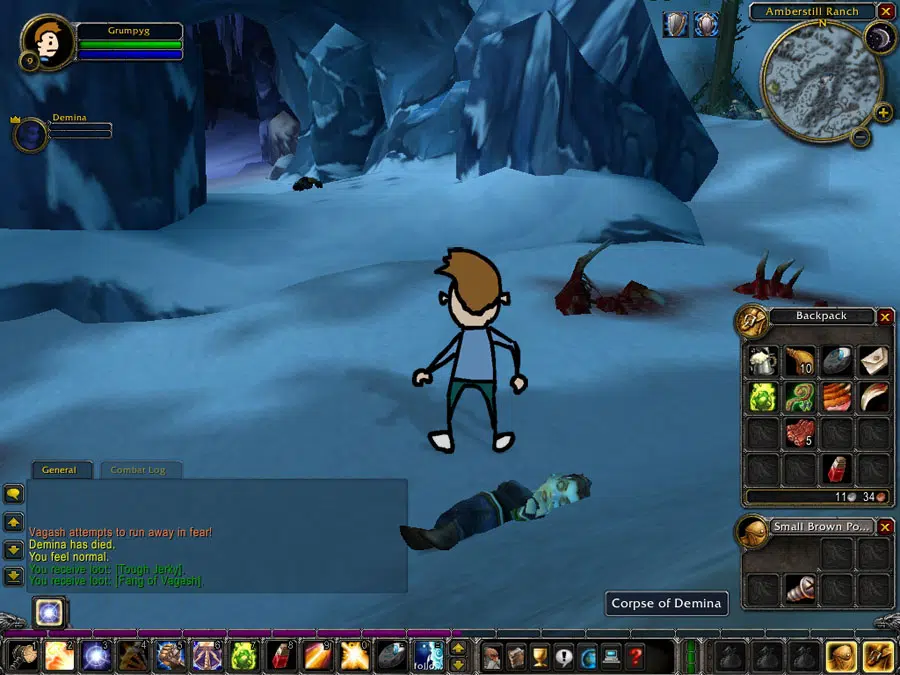 Grumpyg
9
Demina
Amberstill Ranch
N
Backpack
10
5
11 34
Small Brown Po...
General
Combat Log
Vagash attempts to run away in fear!
Demina has died.
You feel normal.
You receive loot: [Tough Jerky].
You receive loot: [Fang of Vagash].
Corpse of Demina